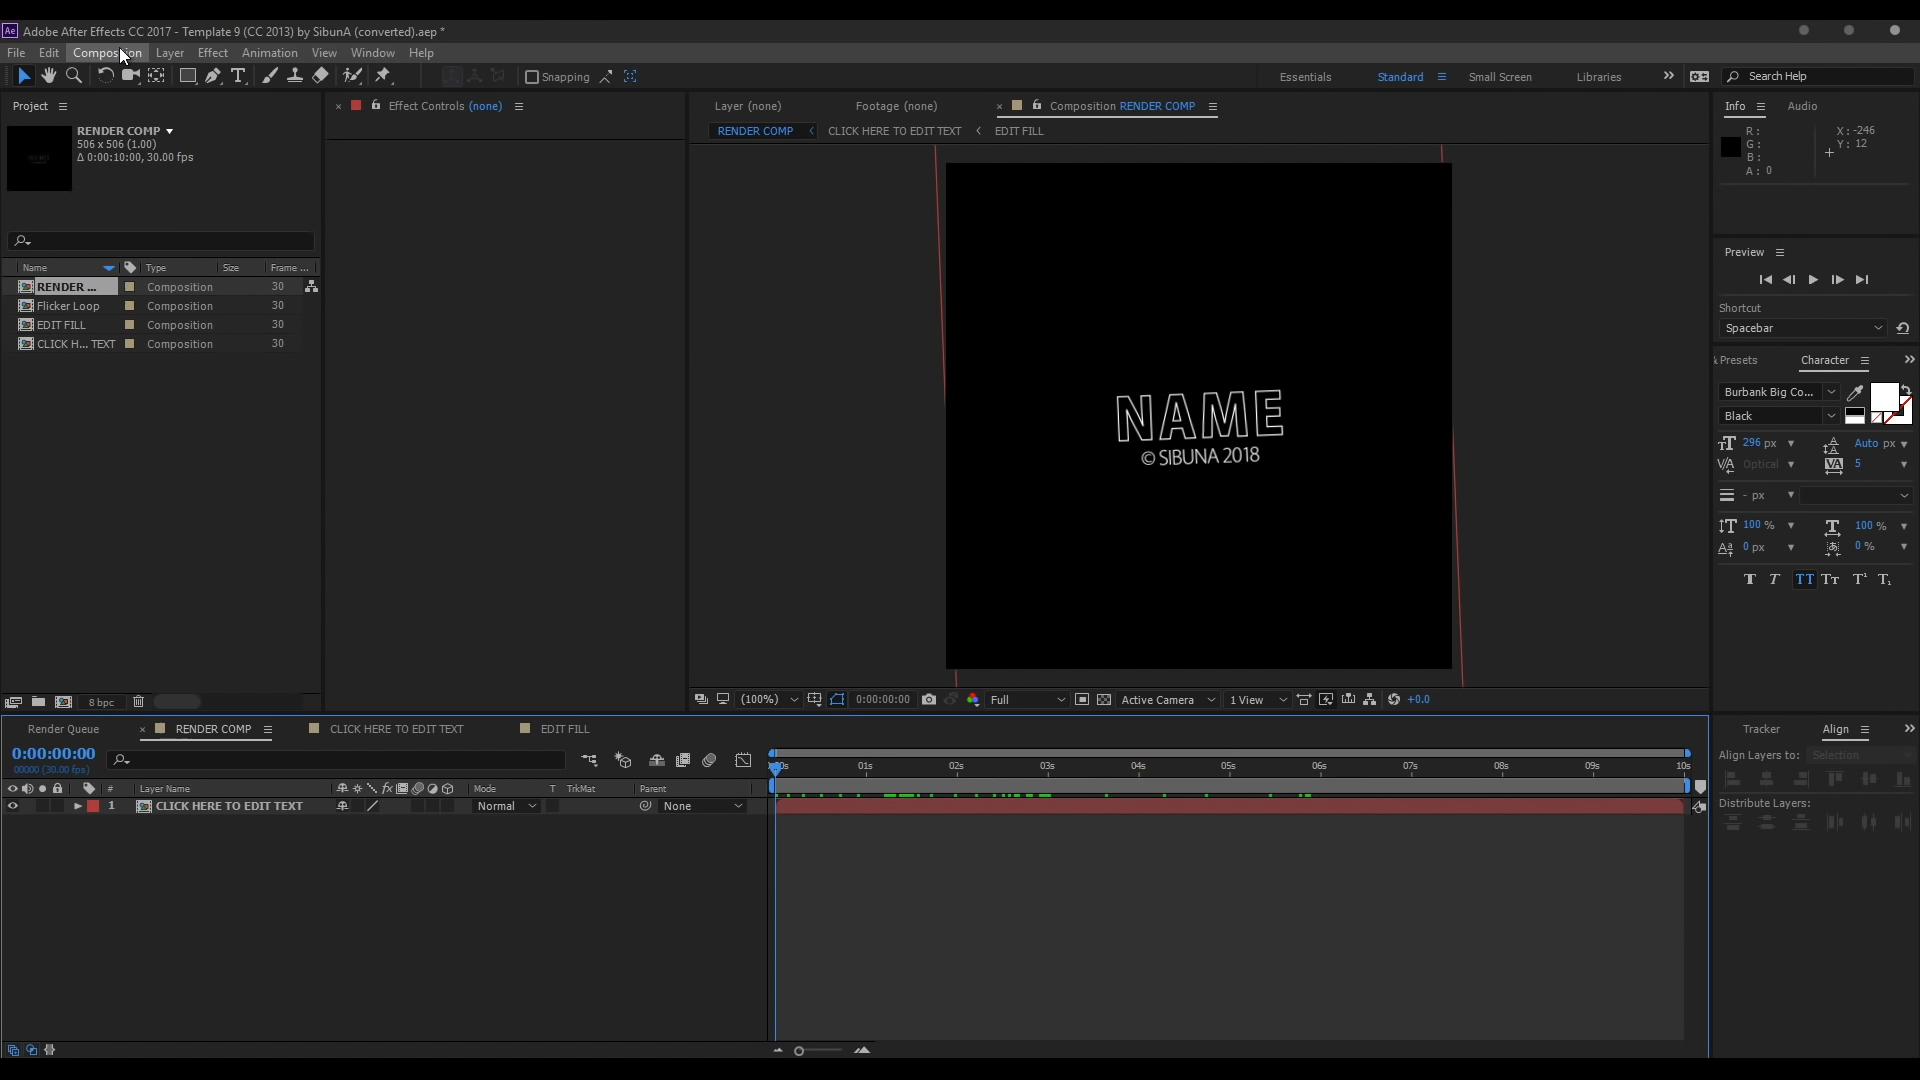 Adobe After Effects CC 2017 - Template 9 (CC 2013) by SibunA (converted).aep *
File Edit Composition Layer Effect Animation View Window Help
Snapping
Essentials Standard Small Screen Libraries Search Help
Project
Effect Controls (none)
Layer (none) Footage (none) Composition RENDER COMP
Info Audio
RENDER COMP
506 x 506 (1.00)
Δ 0:00:10:00, 30.00 fps
RENDER COMP CLICK HERE TO EDIT TEXT EDIT FILL
R:
G:
B:
A: 0
X: -246
Y: 12
Name Type Size Frame ...
RENDER ... Composition 30
Flicker Loop Composition 30
EDIT FILL Composition 30
CLICK H... TEXT Composition 30
NAME
© SIBUNA 2018
Preview
Shortcut
Spacebar
& Presets Character
Burbank Big Co...
Black
296 px Auto px
Optical 5
- px
100 % 100 %
0 px 0 %
T T TT Tт T¹ T₁
8 bpc
(100%) 0:00:00:00 Full Active Camera 1 View +0.0
Render Queue RENDER COMP CLICK HERE TO EDIT TEXT EDIT FILL
0:00:00:00
00000 (30.00 fps)
01s 02s 03s 04s 05s 06s 07s 08s 09s 10s
# Layer Name Mode T TrkMat Parent
1 CLICK HERE TO EDIT TEXT Normal None
Tracker Align
Align Layers to: Selection
Distribute Layers: